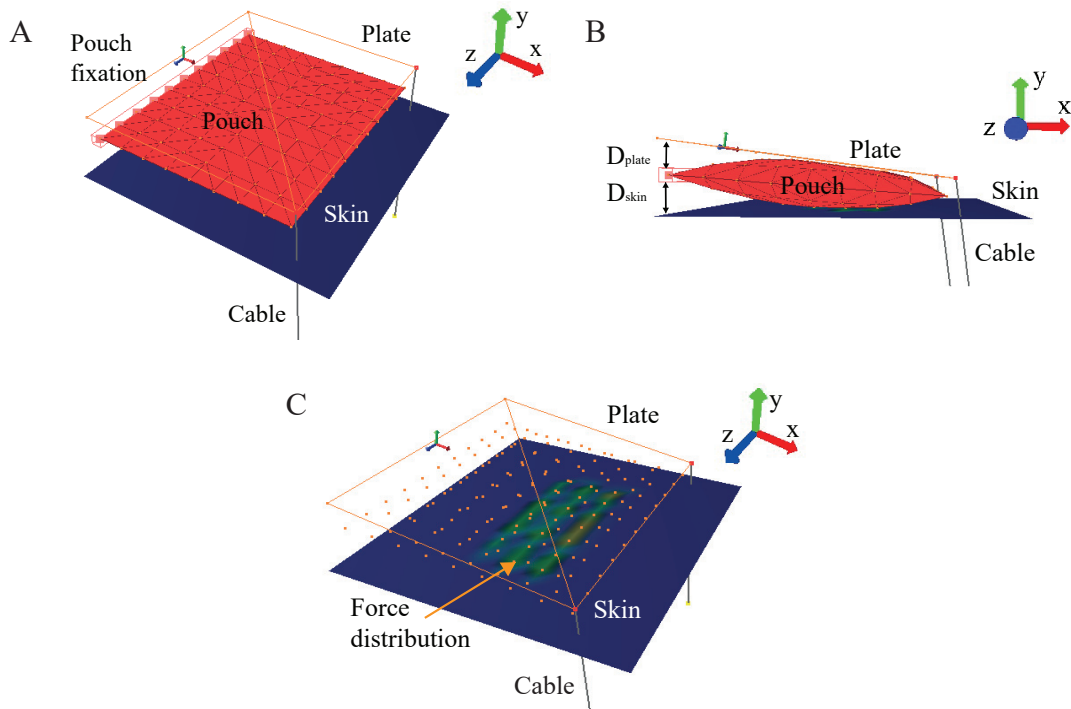 A
Pouch
fixation
Plate
y
x
z
Pouch
Skin
Cable
B
y
x
z
Dplate
Plate
Dskin
Pouch
Skin
Cable
C
Plate
y
z
x
Skin
Force
distribution
Cable